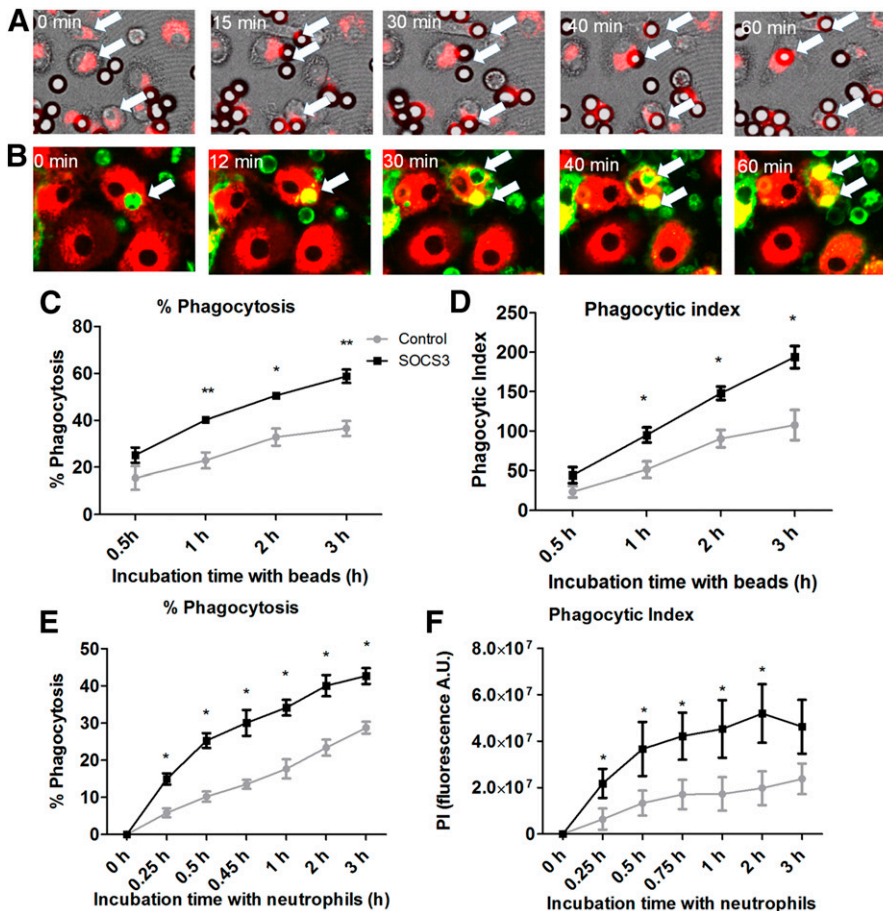 A
0 min
15 min
30 min
40 min
60 min
B
0 min
12 min
30 min
40 min
60 min
C
% Phagocytosis
% Phagocytosis
80
60
40
20
0
**
*
**
Control
SOCS3
0.5h
1 h
2 h
3 h
Incubation time with beads (h)
D
Phagocytic index
Phagocytic Index
250
200
150
100
50
0
*
*
*
0.5 h
1 h
2 h
3 h
Incubation time with beads (h)
E
% Phagocytosis
% Phagocytosis
50
40
30
20
10
0
*
*
*
*
*
*
0 h
0.25 h
0.5 h
0.45 h
1 h
2 h
3 h
Incubation time with neutrophils (h)
F
Phagocytic Index
PI (fluorescence A.U.)
8.0×10⁷
6.0×10⁷
4.0×10⁷
2.0×10⁷
0
*
*
*
*
*
0 h
0.25 h
0.5 h
0.75 h
1 h
2 h
3 h
Incubation time with neutrophils